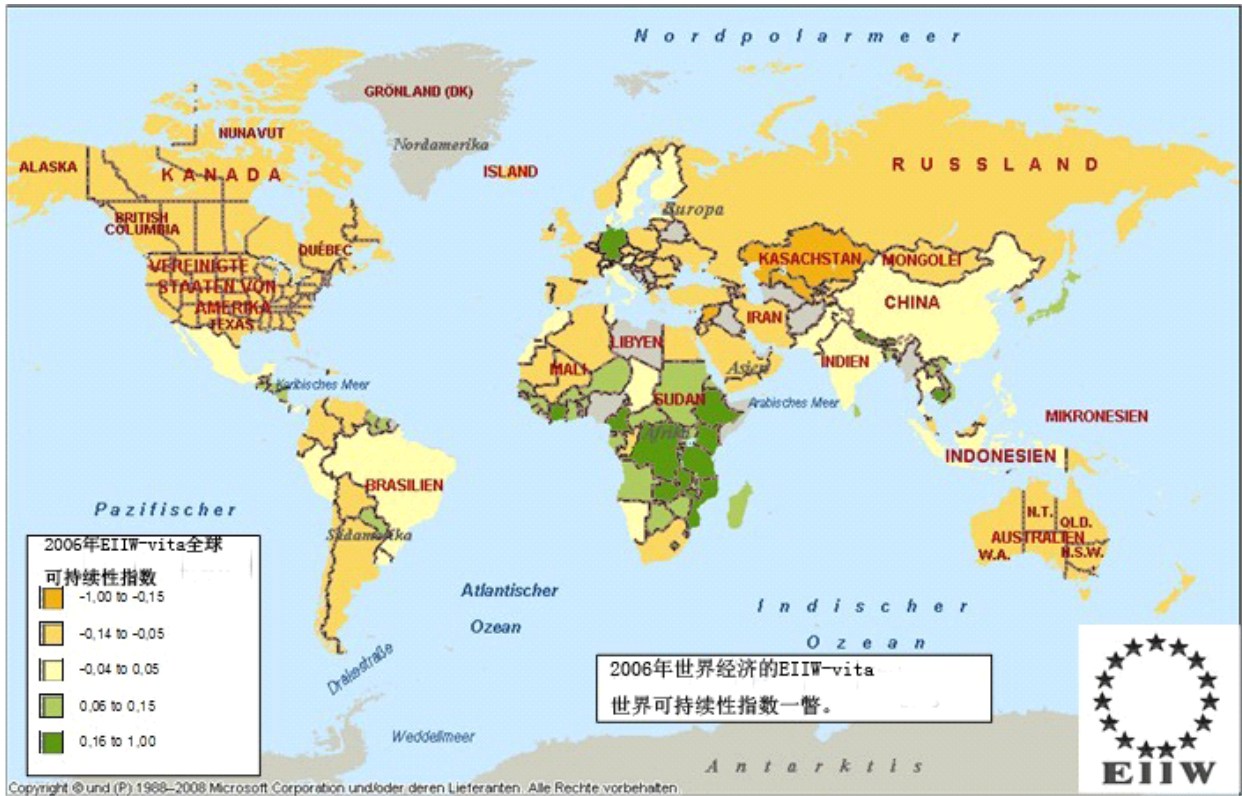 Nordpolarmeer
GRÖNLAND (DK)
Nordamerika
NUNAVUT
ALASKA
KANADA
ISLAND
RUSSLAND
BRITISH
COLUMBIA
QUÉBEC
Europa
VEREINIGTE
STAATEN VON
AMERIKA
TEXAS
KASACHSTAN
MONGOLEI
CHINA
IRAN
LIBYEN
MALI
Asien
INDIEN
SUDAN
Karibisches Meer
Arabisches Meer
Afrika
MIKRONESIEN
INDONESIEN
BRASILIEN
Pazifischer
Südamerika
N.T.
QLD.
AUSTRALIEN
W.A.
N.S.W.
2006年EIIW-vita全球
可持续性指数
-1,00 to -0,15
-0,14 to -0,05
-0,04 to 0,05
0,06 to 0,15
0,16 to 1,00
Atlantischer
Ozean
Indischer
Ozean
Drakestraße
Weddellmeer
2006年世界经济的EIIW-vita
世界可持续性指数一瞥。
Antarktis
EIIW
Copyright © und (P) 1988–2008 Microsoft Corporation und/oder deren Lieferanten. Alle Rechte vorbehalten.